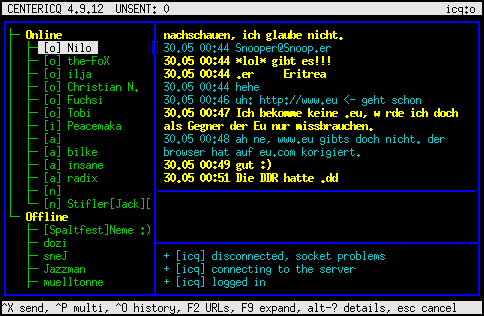 CENTERICQ 4.9.12  UNSENT: 0
icq:o
Online
[o] Nilo
[o] the-FoX
[o] ilja
[o] Christian N.
[o] Fuchsi
[o] Tobi
[i] Peacemaka
[a]
[a] bilke
[a] insane
[a] radix
[n]
[n] Stifler[Jack][
Offline
[Spaltfest]Neme :)
dozi
sneJ
Jazzman
muelltonne
nachschauen, ich glaube nicht.
30.05 00:44 Snooper@Snoop.er
30.05 00:44 *lol* gibt es!!!
30.05 00:44 .er     Eritrea
30.05 00:44 hehe
30.05 00:46 uh: http://www.eu <- geht schon
30.05 00:47 Ich bekomme keine .eu, w rde ich doch
als Gegner der Eu nur missbrauchen.
30.05 00:48 ah ne, www.eu gibts doch nicht. der
browser hat auf eu.com korigiert.
30.05 00:49 gut :)
30.05 00:51 Die DDR hatte .dd
+ [icq] disconnected, socket problems
+ [icq] connecting to the server
+ [icq] logged in
^X send, ^P multi, ^O history, F2 URLs, F9 expand, alt-? details, esc cancel